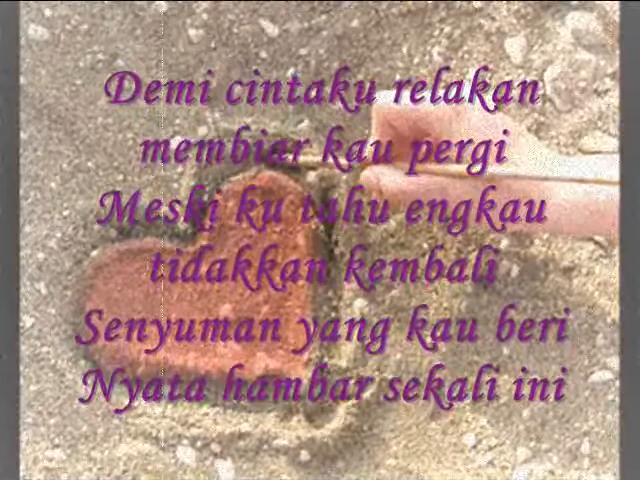 Demi cintaku relakan
membiar kau pergi
Meski ku tahu engkau
tidakkan kembali
Senyuman yang kau beri
Nyata hambar sekali ini